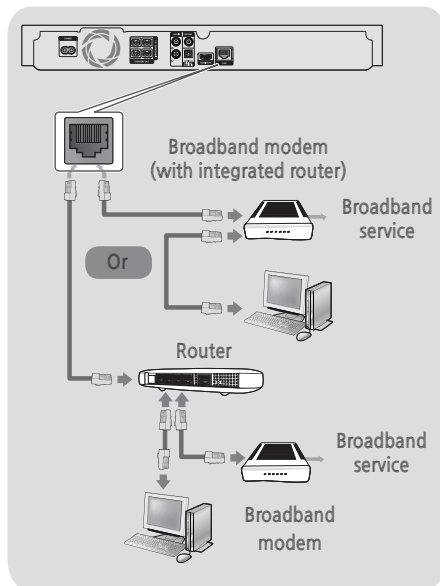 Broadband modem
(with integrated router)
Broadband
service
Or
Router
Broadband
service
Broadband
modem